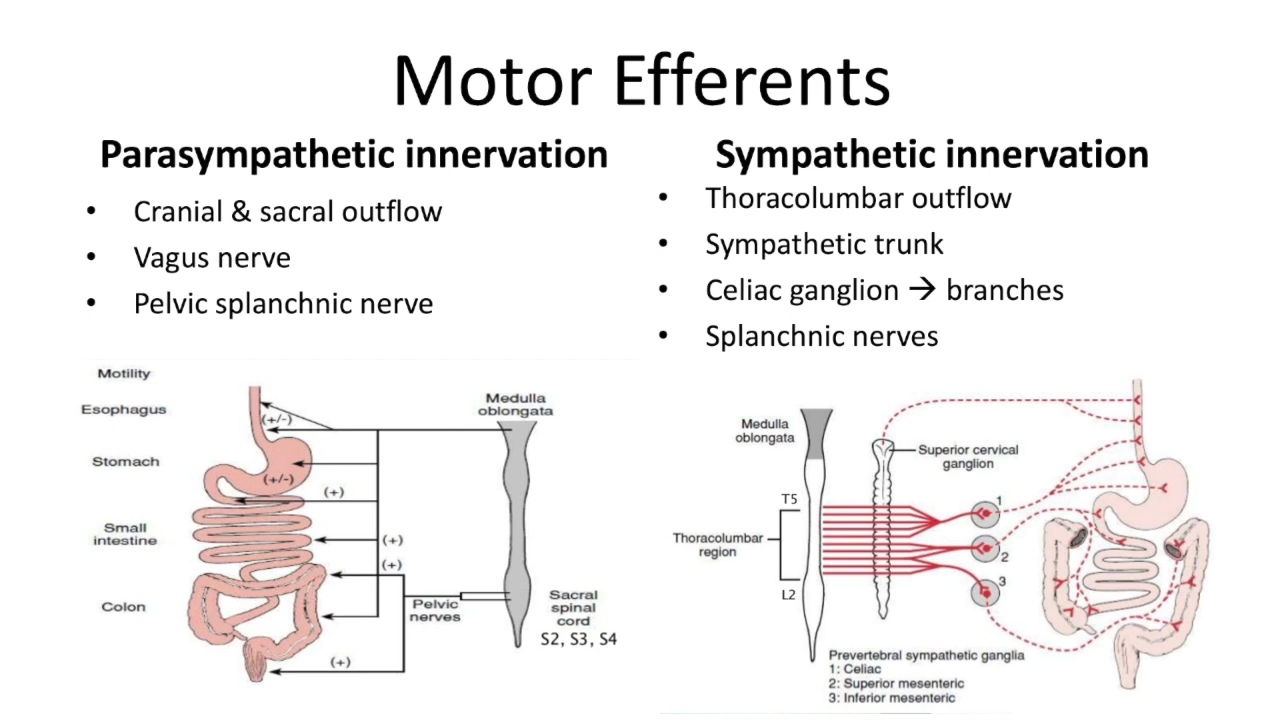 Motor Efferents
Parasympathetic innervation
• Cranial & sacral outflow
• Vagus nerve
• Pelvic splanchnic nerve
Sympathetic innervation
• Thoracolumbar outflow
• Sympathetic trunk
• Celiac ganglion → branches
• Splanchnic nerves
Motility
Esophagus
Stomach
Small
intestine
Colon
(+/-)
(+/-)
(+)
(+)
(+)
(+)
Pelvic
nerves
Medulla
oblongata
Sacral
spinal
cord
S2, S3, S4
Medulla
oblongata
Superior cervical
ganglion
T5
Thoracolumbar
region
L2
1
2
3
Prevertebral sympathetic ganglia
1: Celiac
2: Superior mesenteric
3: Inferior mesenteric